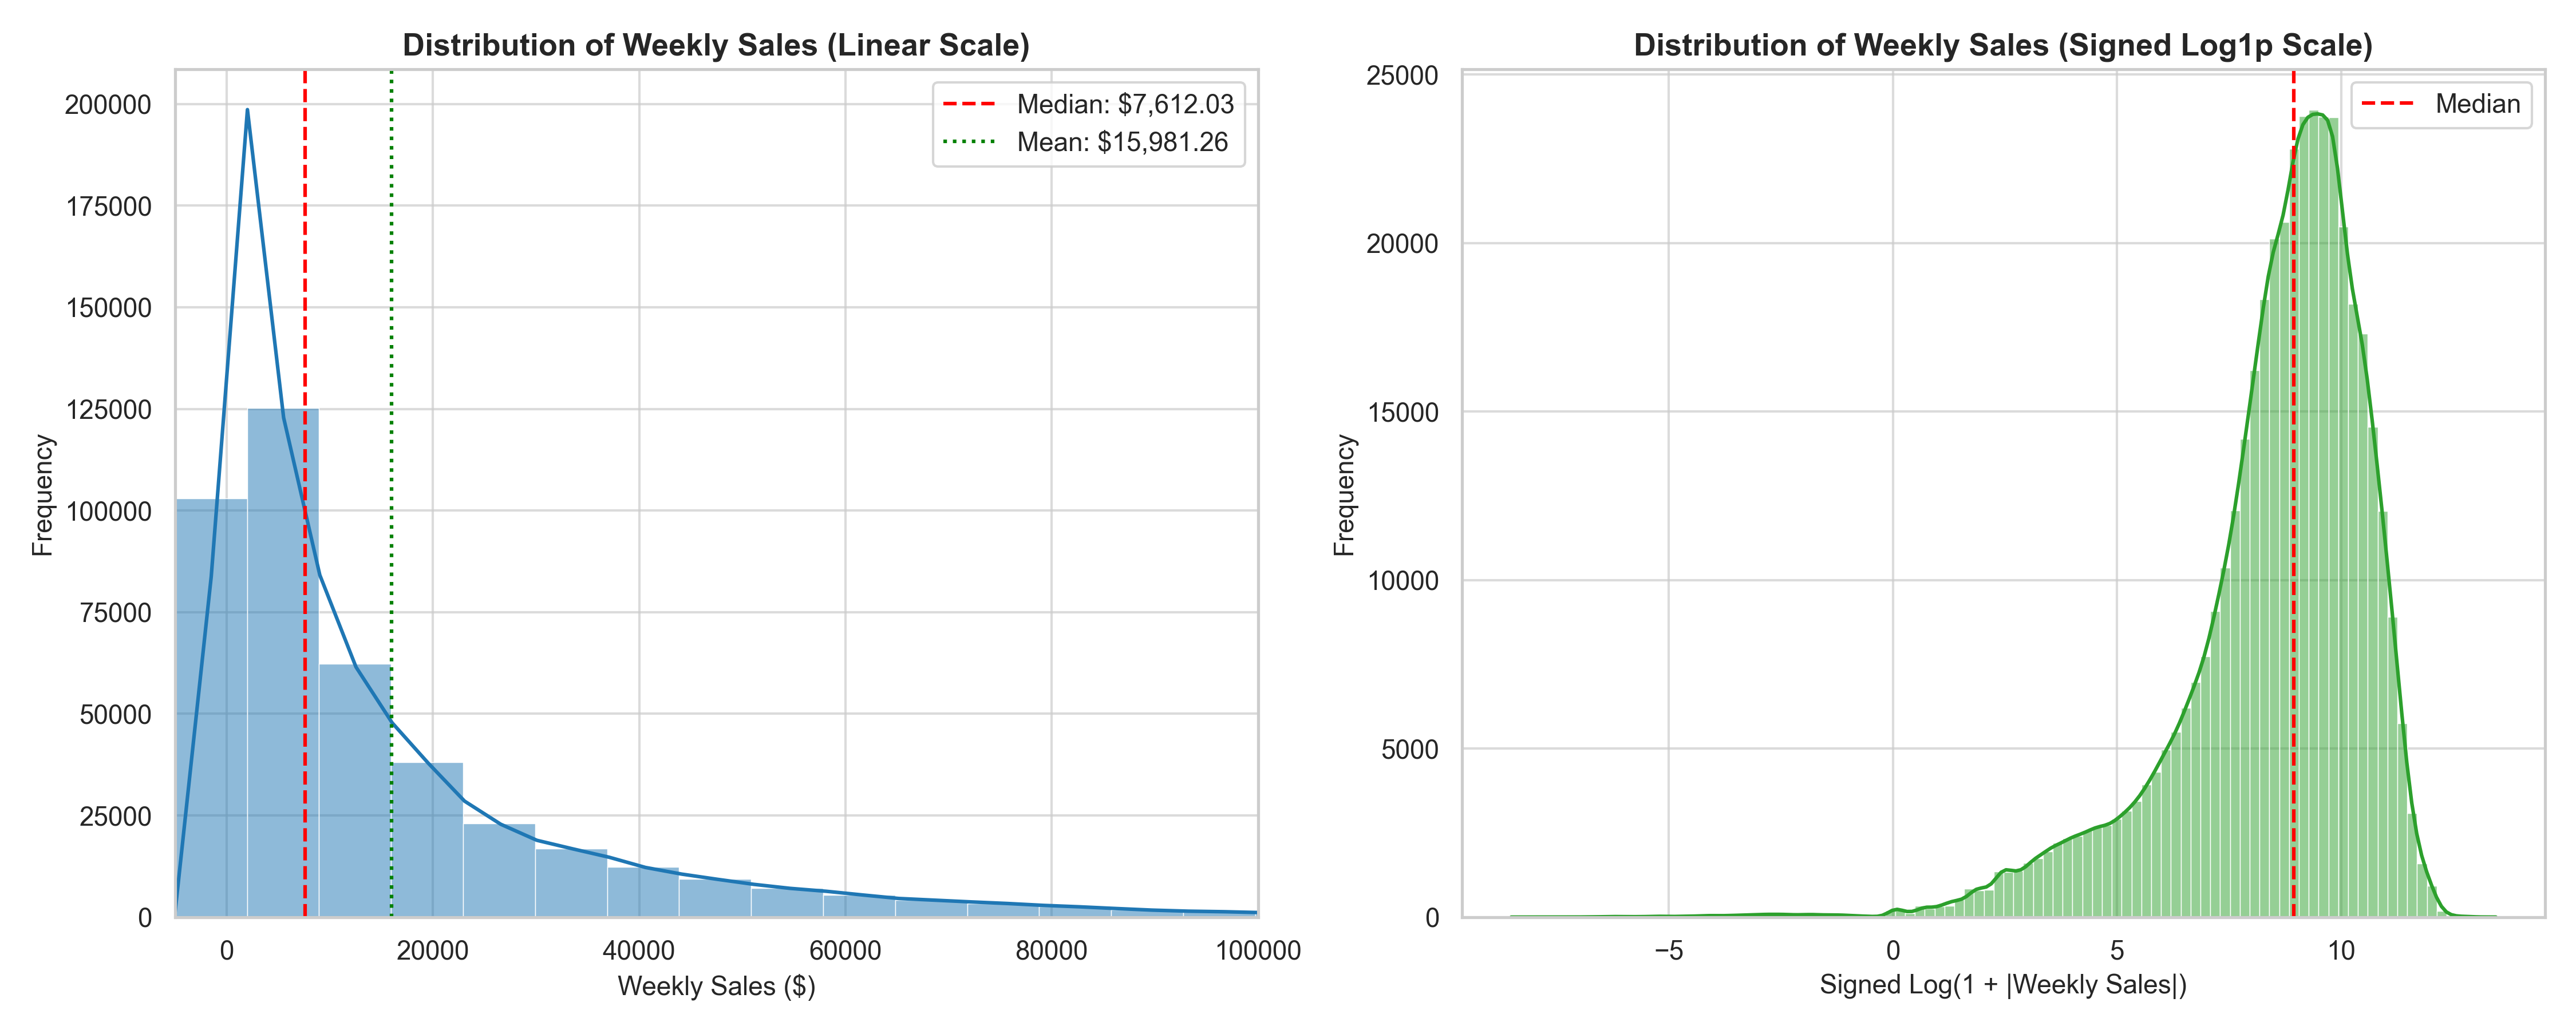 Distribution of Weekly Sales (Linear Scale)
Median: $7,612.03
Mean: $15,981.26
Frequency
200000
175000
150000
125000
100000
75000
50000
25000
0
0
20000
40000
60000
80000
100000
Weekly Sales ($)
Distribution of Weekly Sales (Signed Log1p Scale)
Median
Frequency
25000
20000
15000
10000
5000
0
−5
0
5
10
Signed Log(1 + |Weekly Sales|)